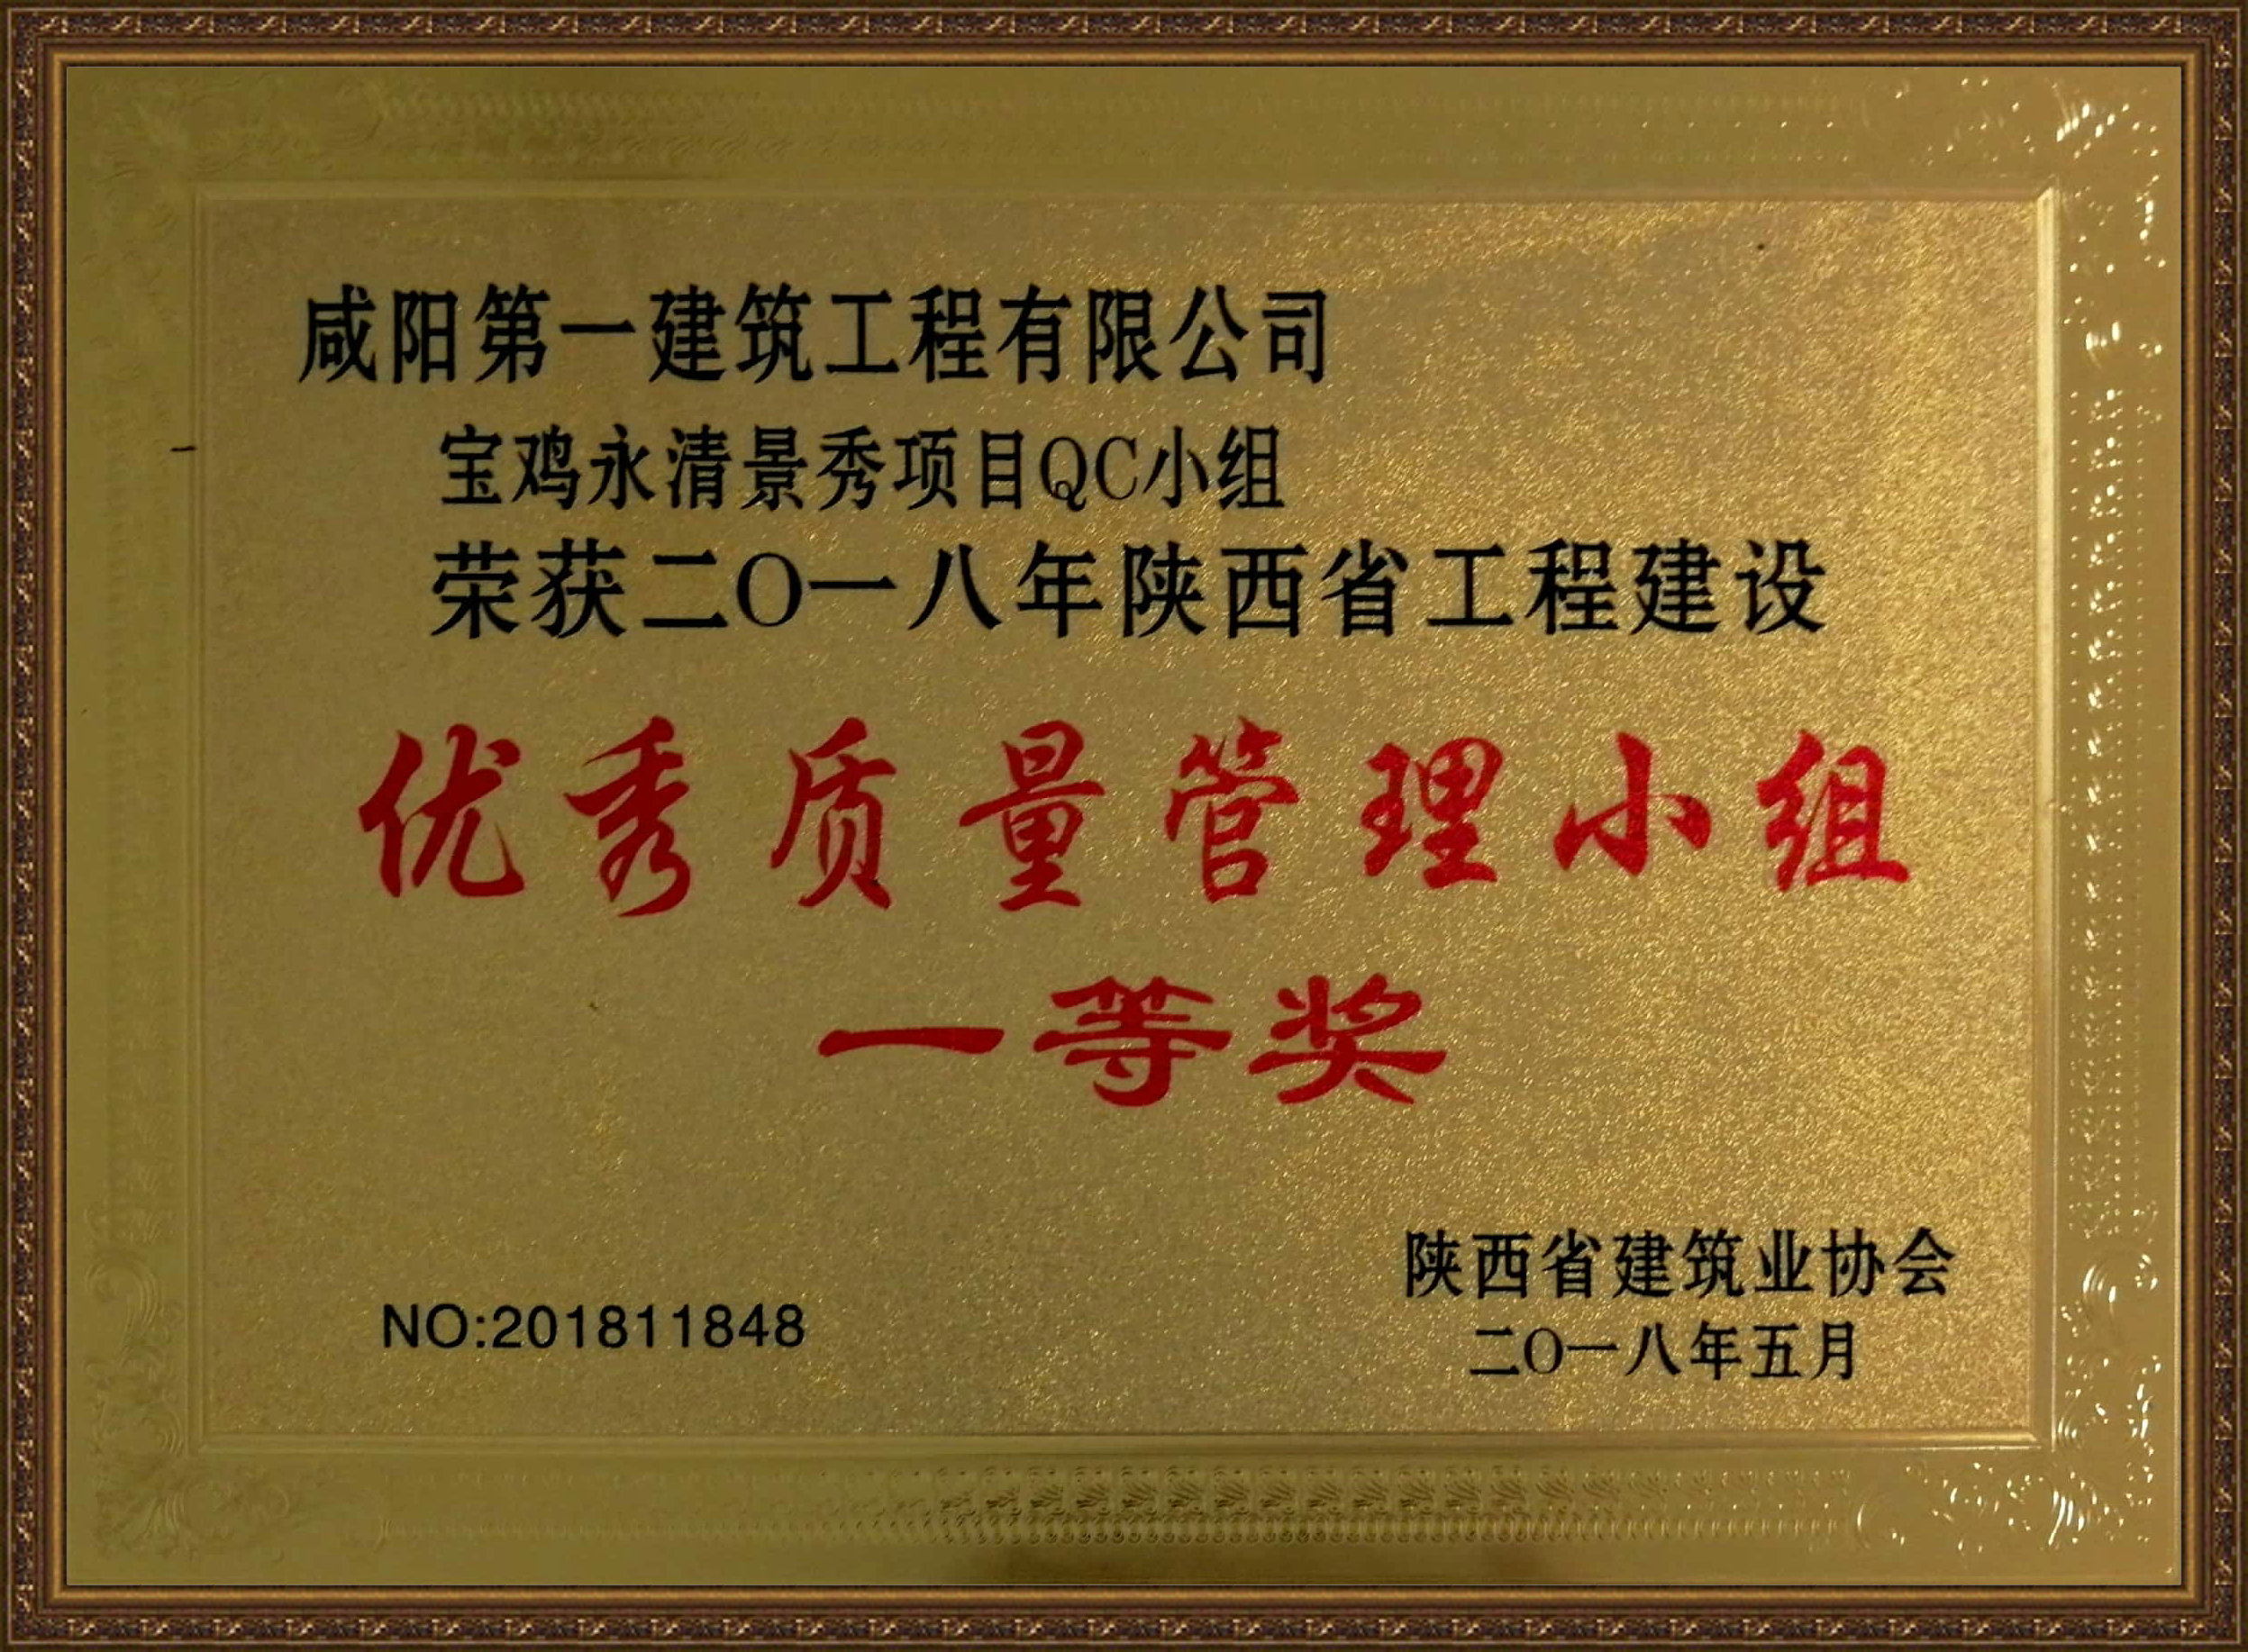 咸阳第一建筑工程有限公司
宝鸡永清景秀项目QC小组
荣获二O一八年陕西省工程建设
优秀质量管理小组
一等奖
陕西省建筑业协会
NO:201811848
二O一八年五月